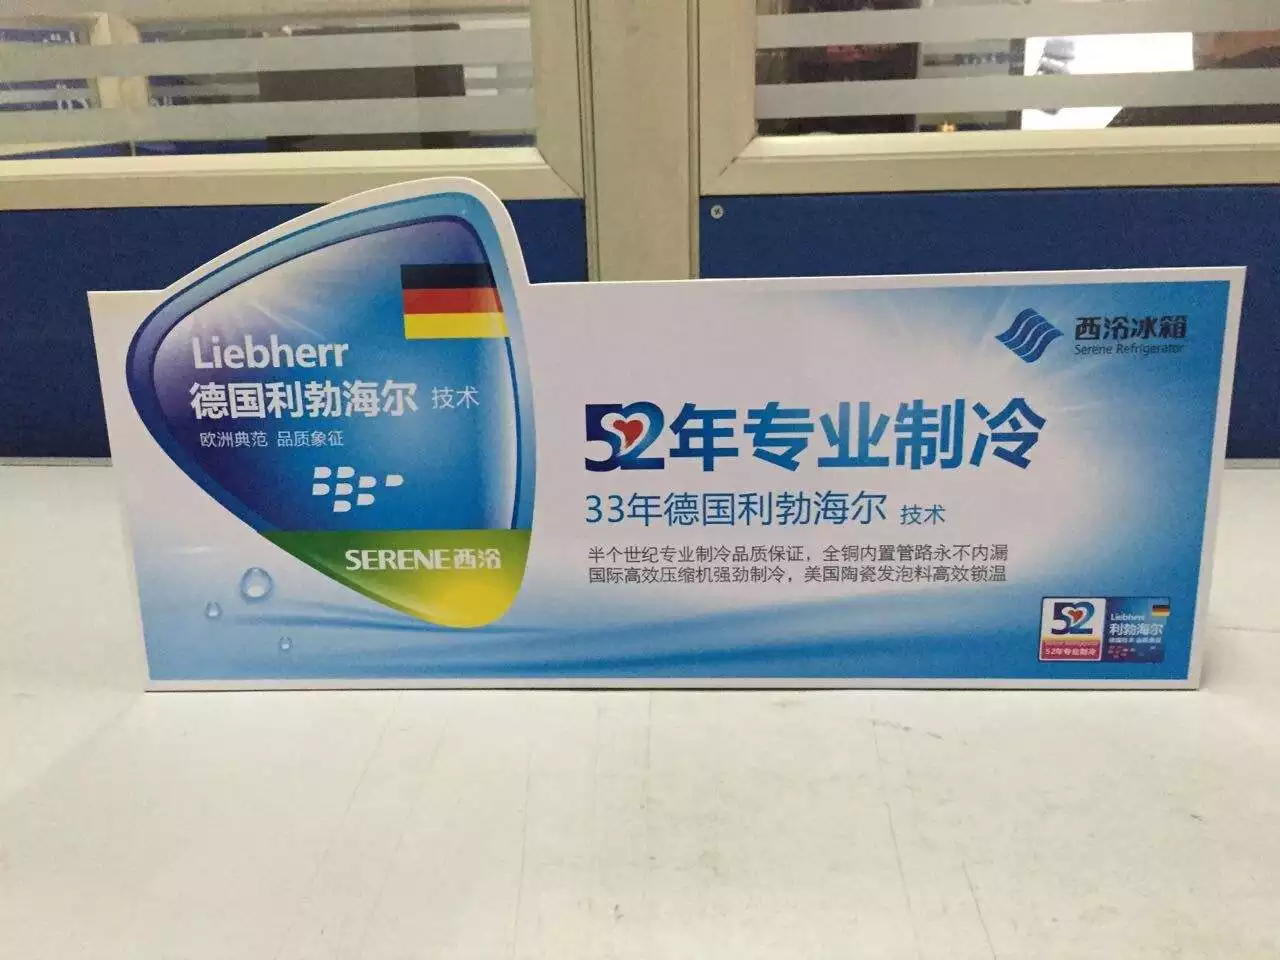 Liebherr
德国利勃海尔 技术
欧洲典范 品质象征
SERENE西泠
西泠冰箱
Serene Refrigerator
52年专业制冷
33年德国利勃海尔 技术
半个世纪专业制冷品质保证，全铜内置管路永不内漏
国际高效压缩机强劲制冷，美国陶瓷发泡料高效锁温
52
52年专业制冷
Liebherr
利勃海尔